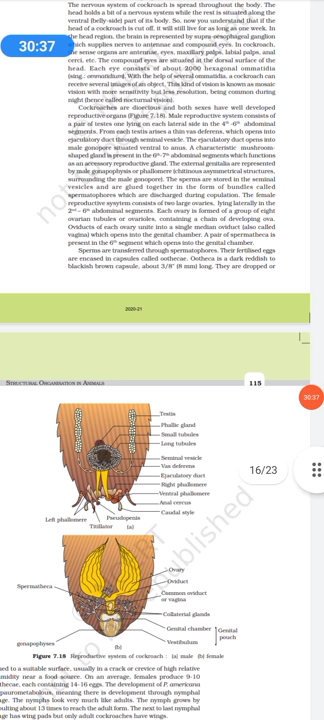 The nervous system of cockroach is spread throughout the body. The
head holds a bit of a nervous system while the rest is situated along the
ventral (belly-side) part of its body. So, now you understand that if the
head of a cockroach is cut off, it will still live for as long as one week. In
the head region, the brain is represented by supra-oesophageal ganglion
which supplies nerves to antennae and compound eyes. In cockroach,
the sense organs are antennae, eyes, maxillary palps, labial palps, anal
cerci, etc. The compound eyes are situated at the dorsal surface of the
head. Each eye consists of about 2000 hexagonal ommatidia
(sing.: ommatidium). With the help of several ommatidia, a cockroach can
receive several images of an object. This kind of vision is known as mosaic
vision with more sensitivity but less resolution, being common during
night (hence called nocturnal vision).
Cockroaches are dioecious and both sexes have well developed
reproductive organs (Figure 7.18). Male reproductive system consists of
a pair of testes one lying on each lateral side in the 4th -6th abdominal
segments. From each testis arises a thin vas deferens, which opens into
ejaculatory duct through seminal vesicle. The ejaculatory duct opens into
male gonopore situated ventral to anus. A characteristic mushroom-
shaped gland is present in the 6th-7th abdominal segments which functions
as an accessory reproductive gland. The external genitalia are represented
by male gonapophysis or phallomere (chitinous asymmetrical structures,
surrounding the male gonopore). The sperms are stored in the seminal
vesicles and are glued together in the form of bundles called
spermatophores which are discharged during copulation. The female
reproductive sysytem consists of two large ovaries, lying laterally in the
2nd – 6th abdominal segments. Each ovary is formed of a group of eight
ovarian tubules or ovarioles, containing a chain of developing ova.
Oviducts of each ovary unite into a single median oviduct (also called
vagina) which opens into the genital chamber. A pair of spermatheca is
present in the 6th segment which opens into the genital chamber.
Sperms are transferred through spermatophores. Their fertilised eggs
are encased in capsules called oothecae. Ootheca is a dark reddish to
blackish brown capsule, about 3/8" (8 mm) long. They are dropped or
30:37
2020-21
STRUCTURAL ORGANISATION IN ANIMALS 115
30:37
16/23
Testis
Phallic gland
Small tubules
Long tubules
Seminal vesicle
Vas deferens
Ejaculatory duct
Right phallomere
Ventral phallomere
Anal cercus
Caudal style
Left phallomere
Pseudopenis
Titillator
(a)
Ovary
Oviduct
Spermatheca
Common oviduct
or vagina
Collaterial glands
Genital chamber
Genital
pouch
Vestibulum
gonapophyses
(b)
Figure 7.18 Reproductive system of cockroach : (a) male (b) female
ed to a suitable surface, usually in a crack or crevice of high relative
midity near a food source. On an average, females produce 9-10
thecae, each containing 14-16 eggs. The development of P. americana
paurometabolous, meaning there is development through nymphal
age. The nymphs look very much like adults. The nymph grows by
oulting about 13 times to reach the adult form. The next to last nymphal
age has wing pads but only adult cockroaches have wings.